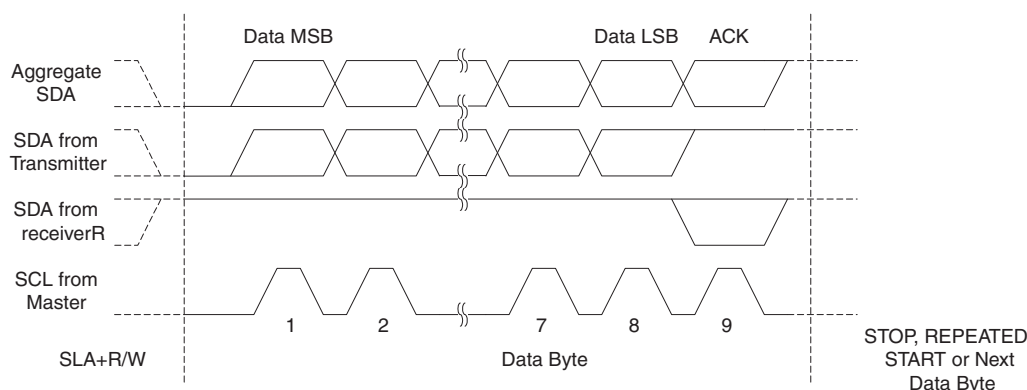 Data MSB
Data LSB
ACK
Aggregate
SDA
SDA from
Transmitter
SDA from
receiverR
SCL from
Master
1
2
7
8
9
SLA+R/W
Data Byte
STOP, REPEATED
START or Next
Data Byte